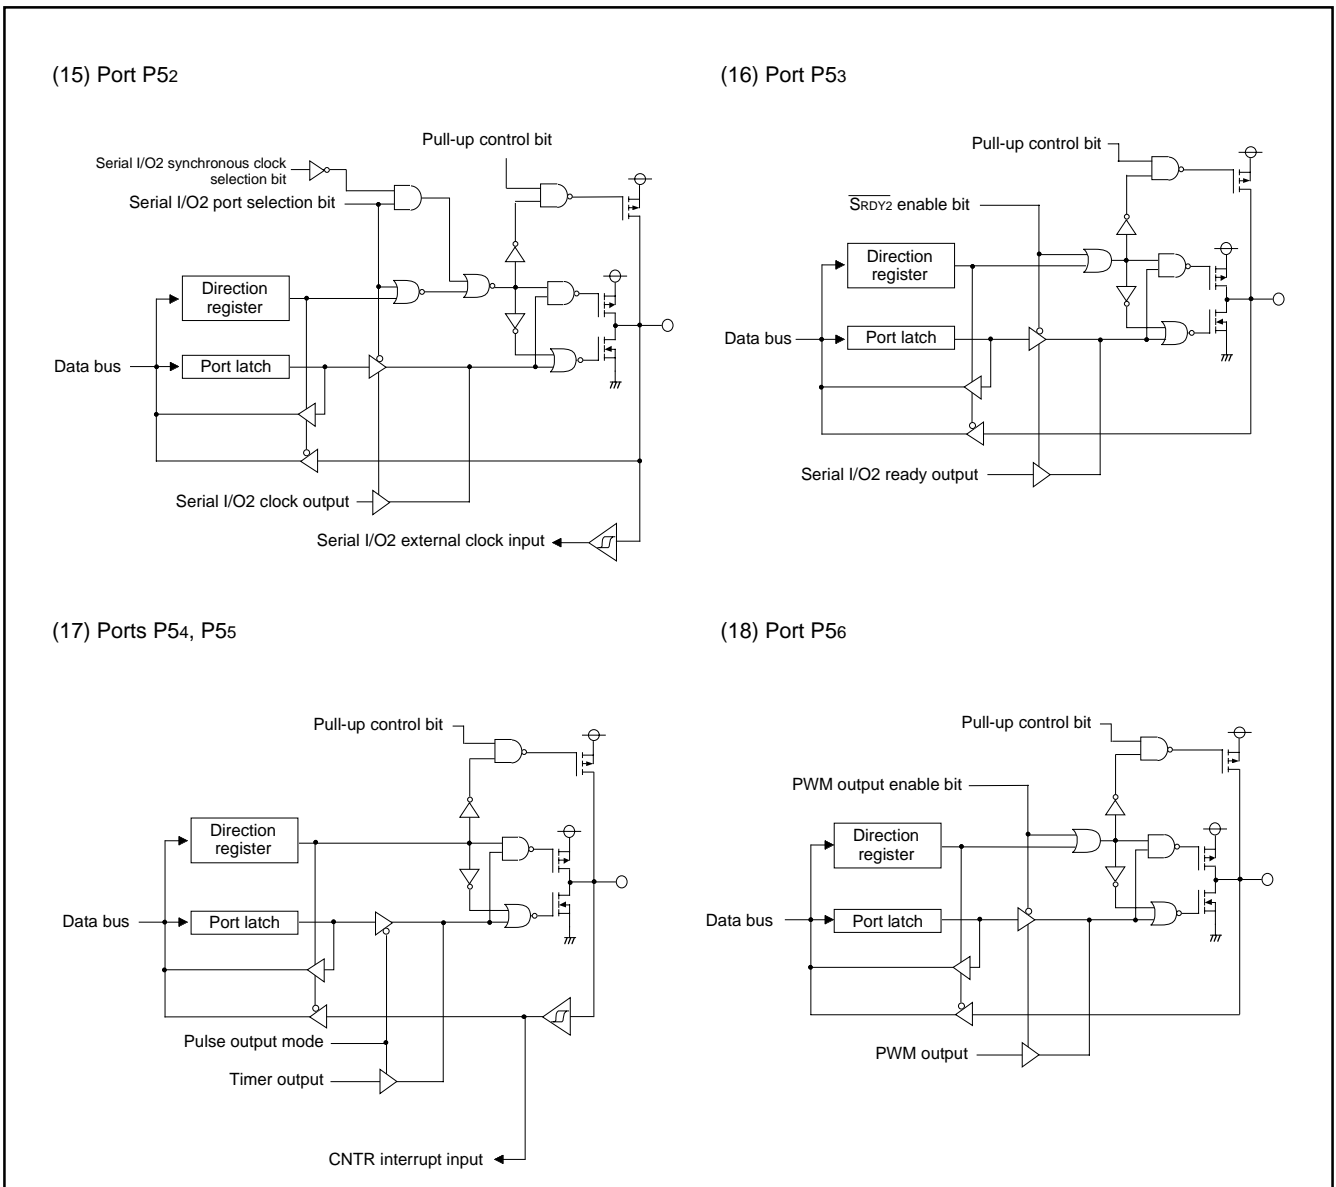 (15) Port P52
Pull-up control bit
Serial I/O2 synchronous clock
selection bit
Serial I/O2 port selection bit
Direction
register
Data bus
Port latch
Serial I/O2 clock output
Serial I/O2 external clock input
(16) Port P53
Pull-up control bit
SRDY2 enable bit
Direction
register
Data bus
Port latch
Serial I/O2 ready output
(17) Ports P54, P55
Pull-up control bit
Direction
register
Data bus
Port latch
Pulse output mode
Timer output
CNTR interrupt input
(18) Port P56
Pull-up control bit
PWM output enable bit
Direction
register
Data bus
Port latch
PWM output